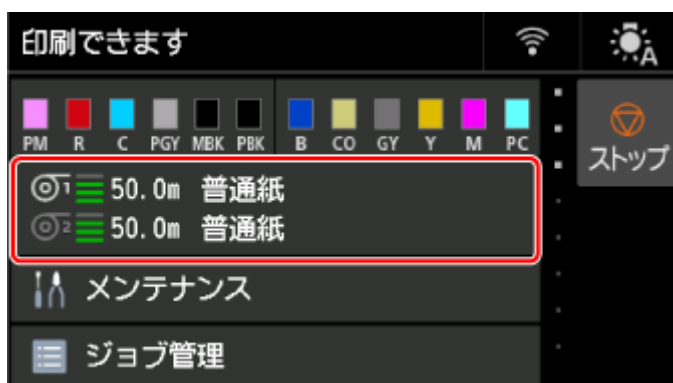 印刷できます
A
PM R C PGY MBK PBK B CO GY Y M PC
ストップ
1 50.0m 普通紙
2 50.0m 普通紙
メンテナンス
ジョブ管理